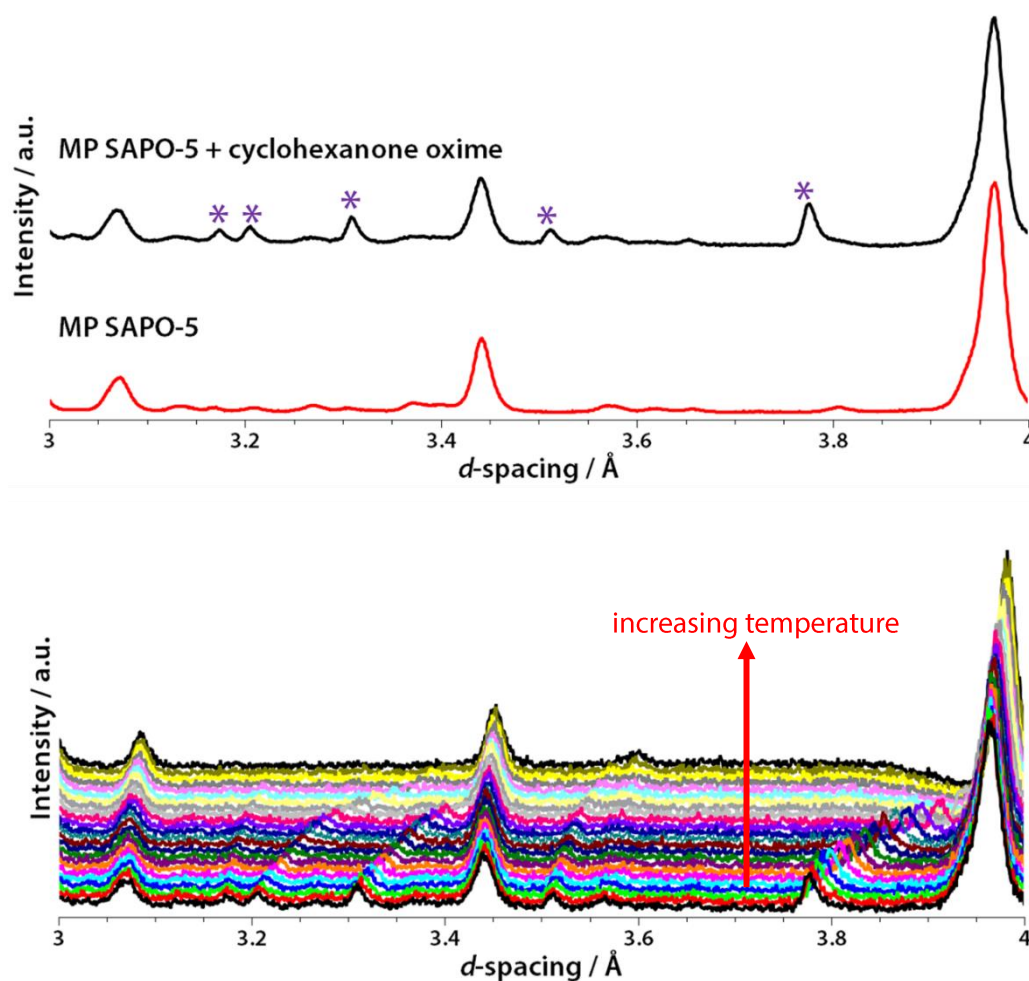 Intensity / a.u.
MP SAPO-5 + cyclohexanone oxime
* * * * *
MP SAPO-5
3 3.2 3.4 3.6 3.8 4
d-spacing / Å
Intensity / a.u.
increasing temperature
3 3.2 3.4 3.6 3.8 4
d-spacing / Å